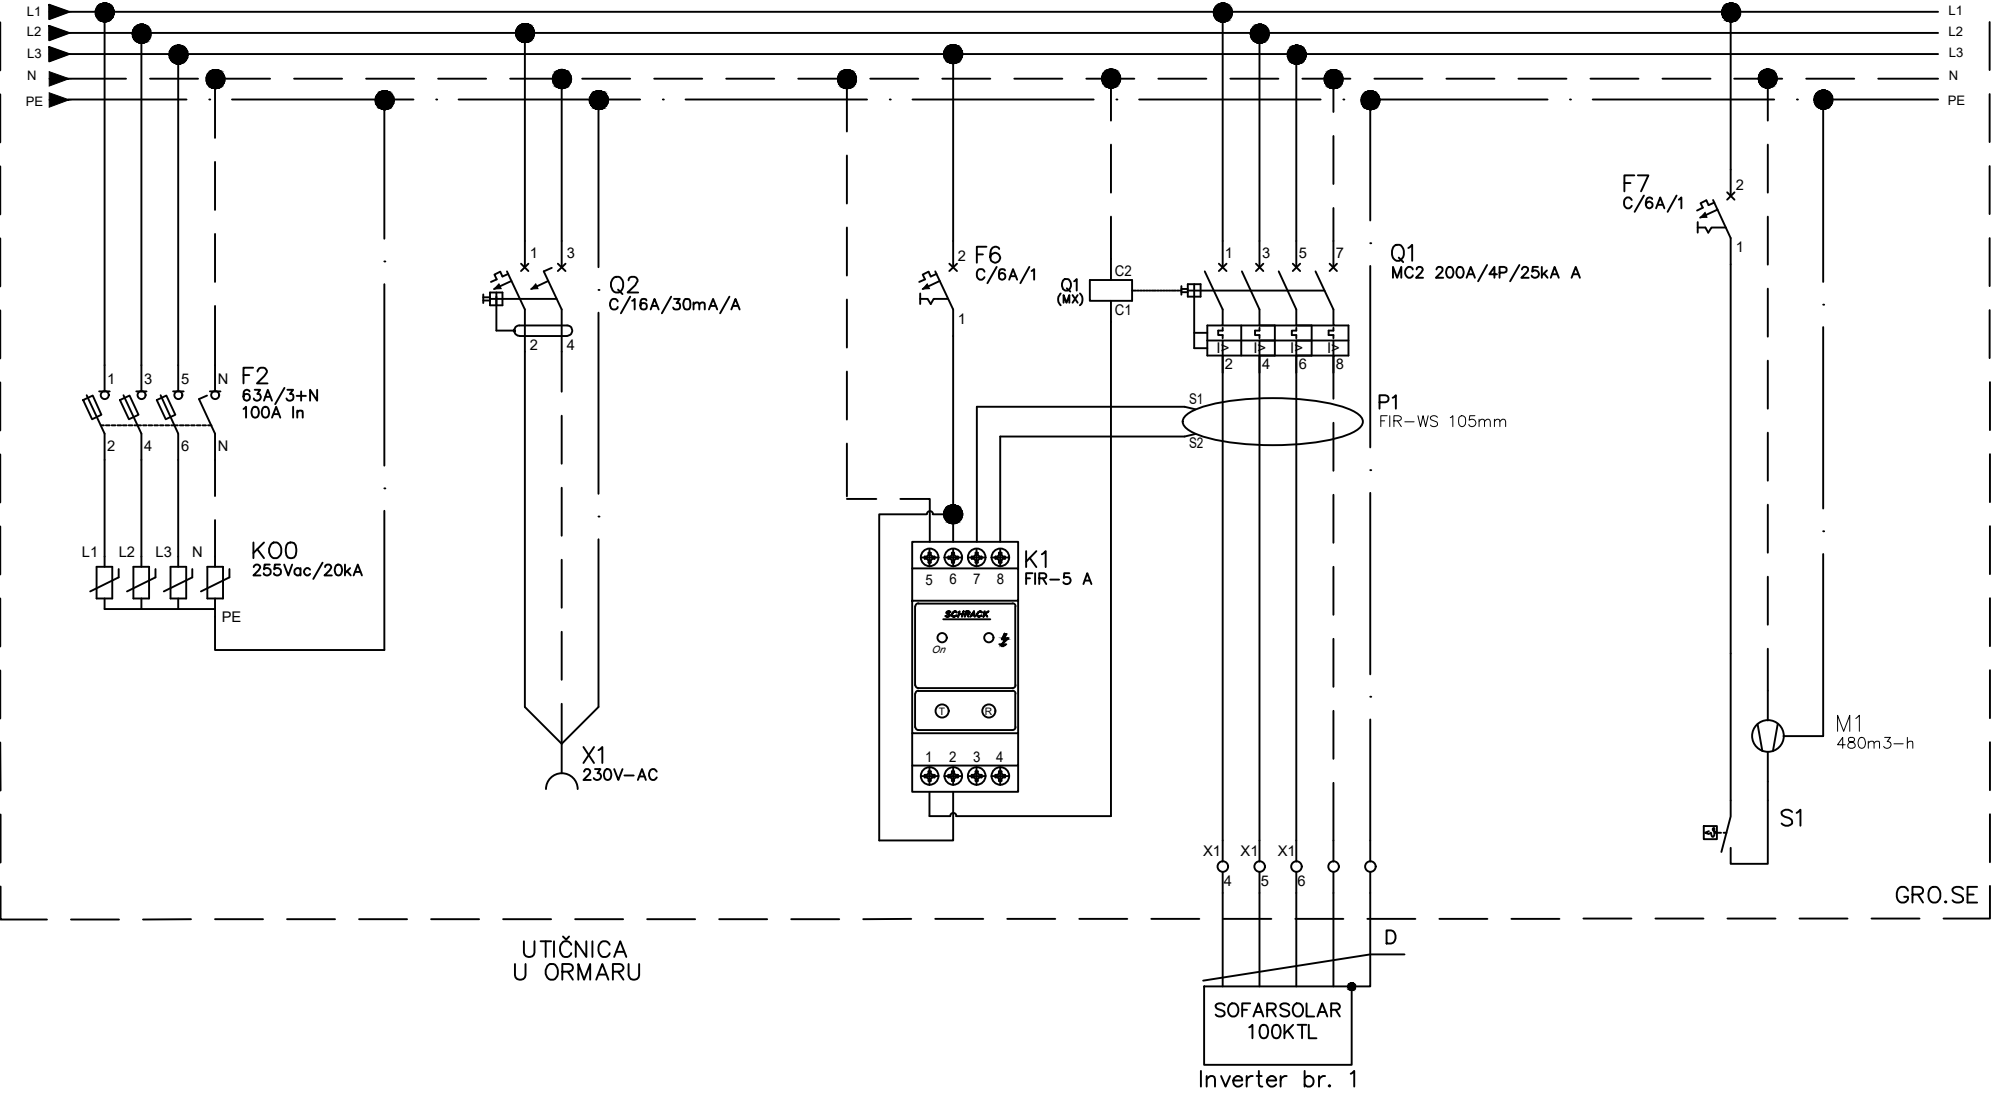 L1
L1
L2
L2
L3
L3
N
N
PE
PE
F7
C/6A/1
2
1
1
3
Q2
C/16A/30mA/A
2
4
2
F6
C/6A/1
1
Q1
(MX)
C2
C1
1
3
5
7
Q1
MC2 200A/4P/25kA A
I>
I>
I>
I>
2
4
6
8
1
3
5
N
F2
63A/3+N
100A In
2
4
6
N
S1
S2
P1
FIR-WS 105mm
L1
L2
L3
N
K00
255Vac/20kA
PE
K1
FIR-5 A
5
6
7
8
SCHRACK
On
T
R
1
2
3
4
X1
230V-AC
M1
480m3-h
S1
X1
X1
X1
4
5
6
GRO.SE
UTIČNICA
U ORMARU
D
SOFARSOLAR
100KTL
Inverter br. 1